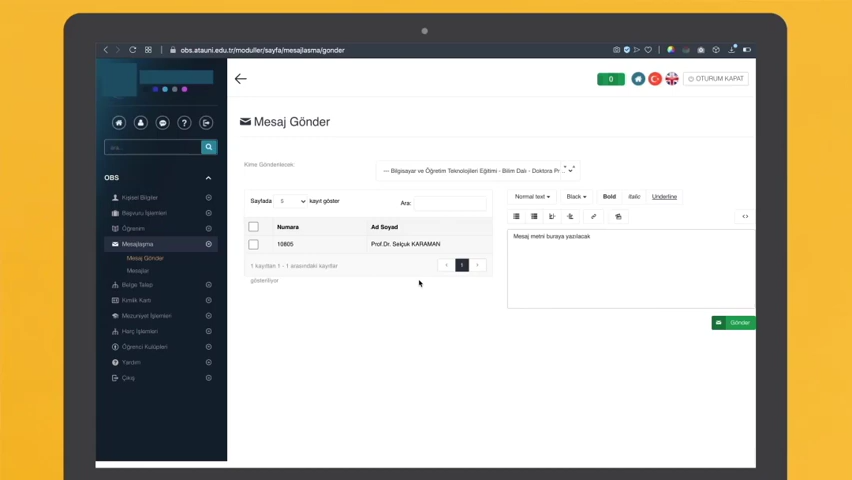 obs.atauni.edu.tr/moduller/sayfa/mesajlasma/gonder
0
OTURUM KAPAT
Mesaj Gönder
ara...
OBS
Kişisel Bilgiler
Başvuru İşlemleri
Öğrenim
Mesajlaşma
Mesaj Gönder
Mesajlar
Belge Talep
Kimlik Kartı
Mezuniyet İşlemleri
Harç İşlemleri
Öğrenci Kulüpleri
Yardım
Çıkış
Kime Gönderilecek:
--- Bilgisayar ve Öğretim Teknolojileri Eğitimi - Bilim Dalı - Doktora Pr ...
Sayfada 5 kayıt göster
Ara:
Numara Ad Soyad
10805 Prof.Dr. Selçuk KARAMAN
1 kayıttan 1 - 1 arasındaki kayıtlar
gösteriliyor
‹ 1 ›
Normal text Black Bold Italic Underline
Mesaj metni buraya yazılacak
Gönder